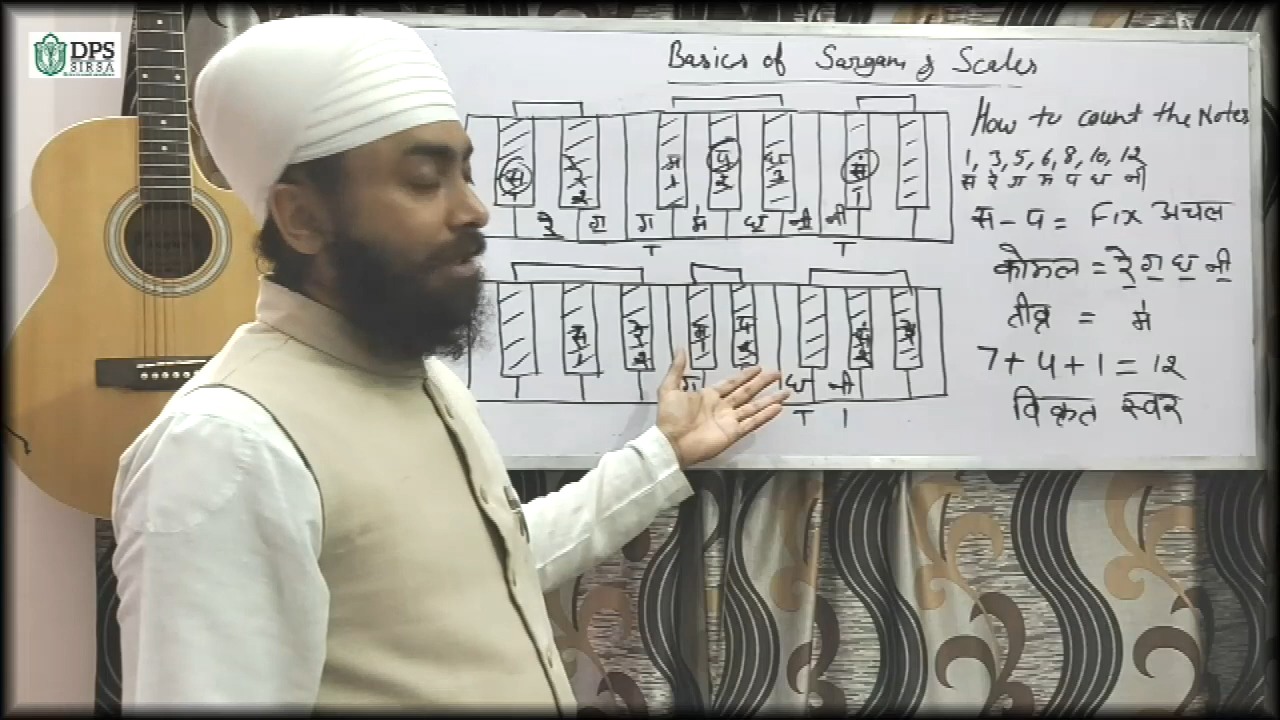 DPS
SIRSA
Basics of Sargam & Scales
How to count the Notes
1, 3, 5, 6, 8, 10, 12
स रे ग म प ध नी
स - प = Fix अचल
कोमल = रे॒ ग॒ ध॒ नी॒
तीव्र = म॑
7 + 4 + 1 = 12
विकृत स्वर
स रे म प ध सं
रे॒ ग॒ ग म॑ ध॒ नी॒ नी
स रे म प सं रें
ग ध नी